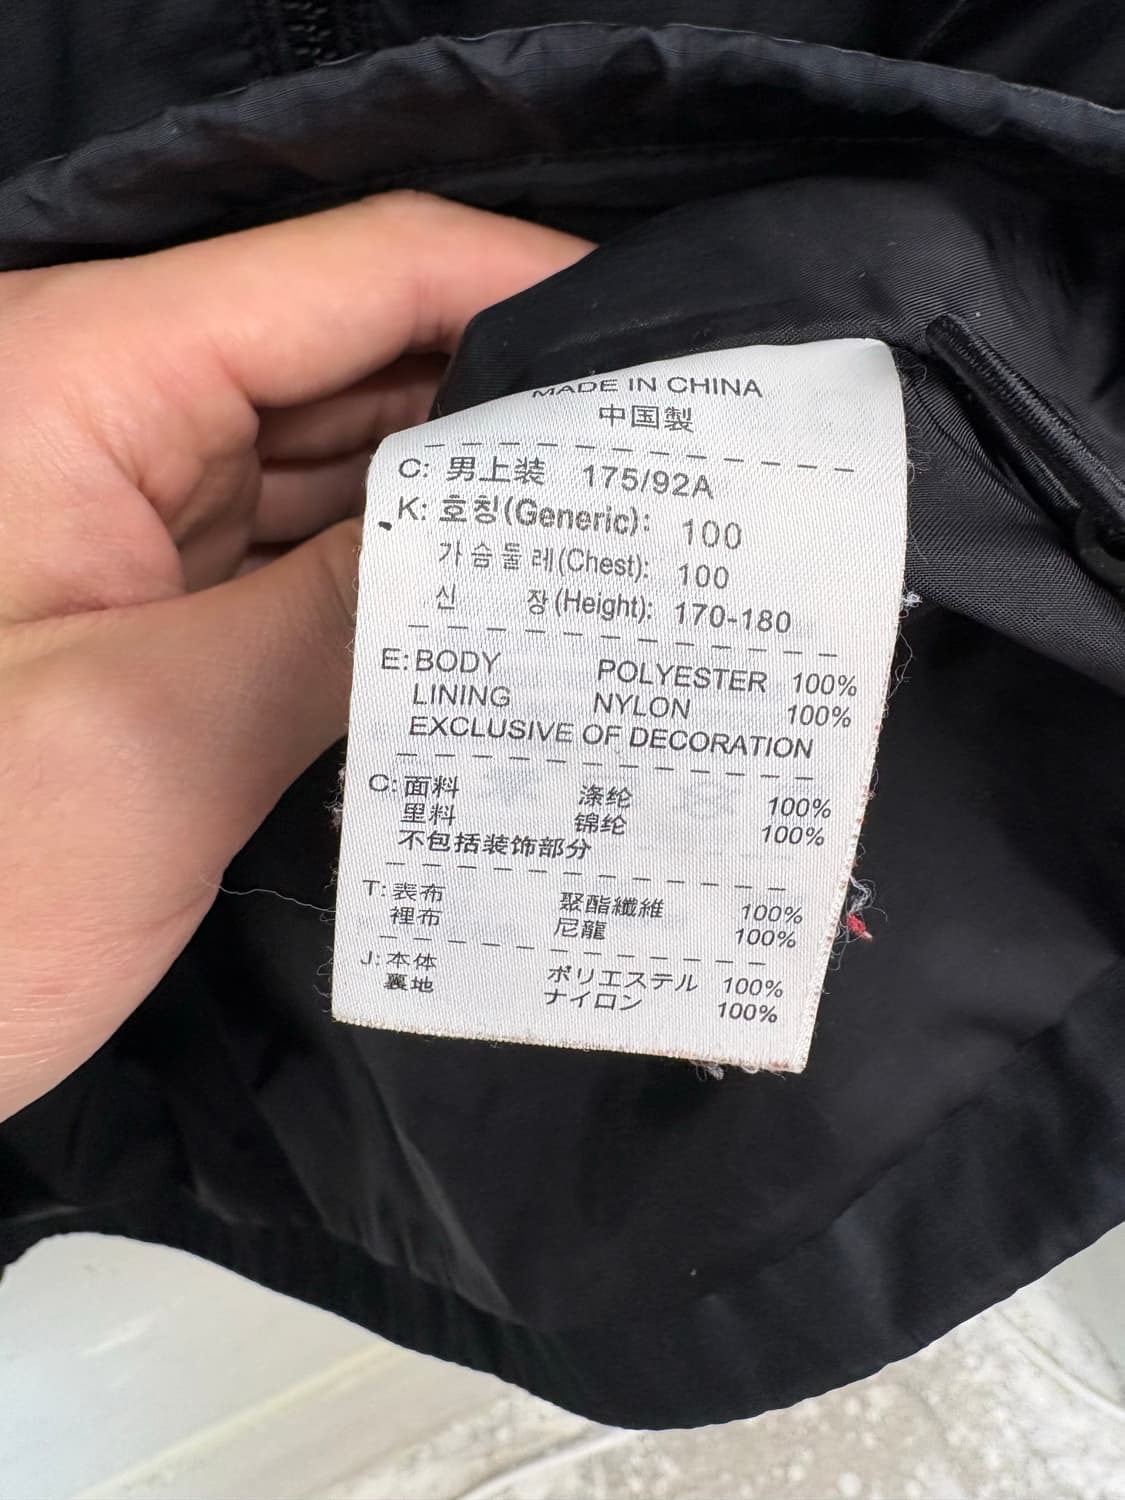 MADE IN CHINA
中国製
C: 男上装 175/92A
K: 호칭(Generic): 100
가슴둘레(Chest): 100
신 장(Height): 170-180
E: BODY POLYESTER 100%
LINING NYLON 100%
EXCLUSIVE OF DECORATION
C: 面料 涤纶 100%
里料 锦纶 100%
不包括装饰部分
T: 表布 聚酯纖維 100%
裡布 尼龍 100%
J: 本体 ポリエステル 100%
裏地 ナイロン 100%